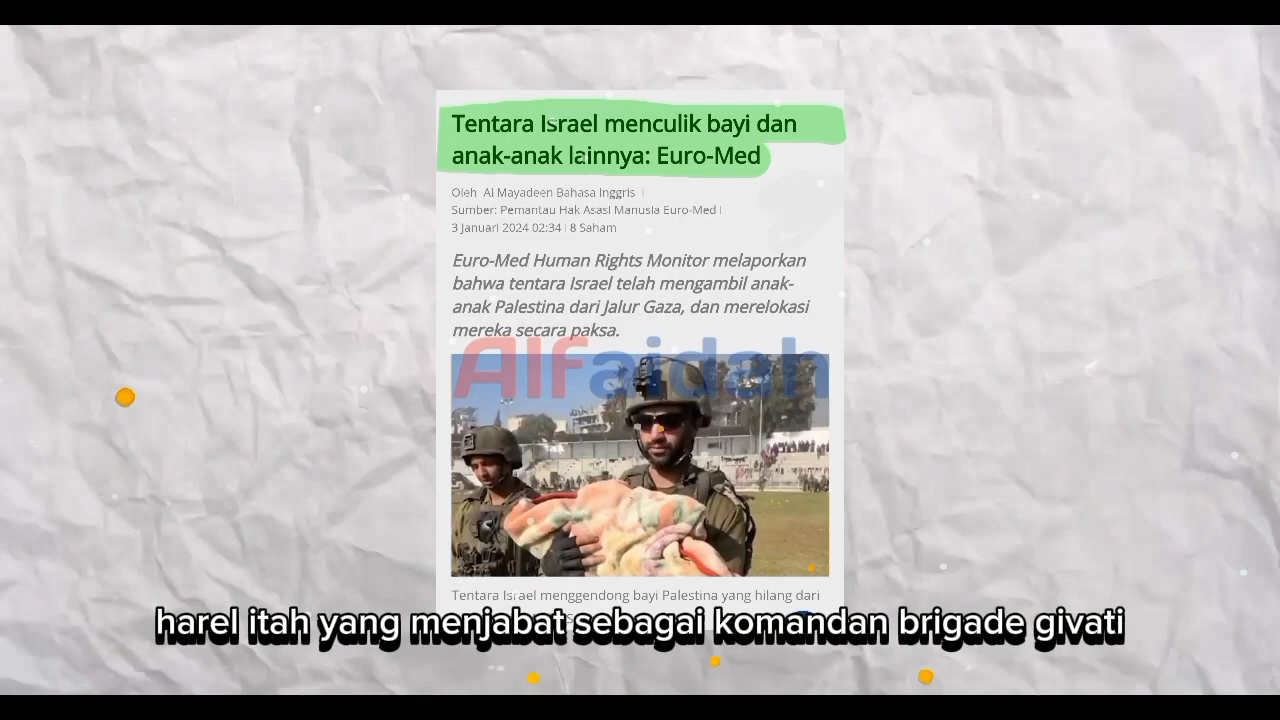 Tentara Israel menculik bayi dan
anak-anak lainnya: Euro-Med
Oleh Al Mayadeen Bahasa Inggris |
Sumber: Pemantau Hak Asasi Manusia Euro-Med |
3 Januari 2024 02:34 | 8 Saham
Euro-Med Human Rights Monitor melaporkan
bahwa tentara Israel telah mengambil anak-
anak Palestina dari Jalur Gaza, dan merelokasi
mereka secara paksa.
Alfaidah
Tentara Israel menggendong bayi Palestina yang hilang dari
harel itah yang menjabat sebagai komandan brigade givati